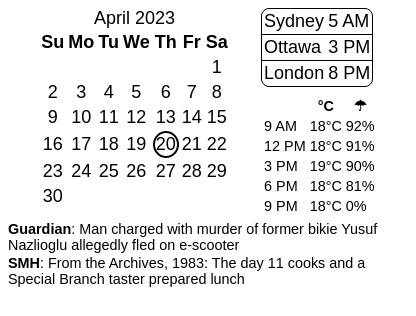 April 2023
Su Mo Tu We Th Fr Sa
1
2 3 4 5 6 7 8
9 10 11 12 13 14 15
16 17 18 19 20 21 22
23 24 25 26 27 28 29
30
Sydney 5 AM
Ottawa 3 PM
London 8 PM
°C ☂
9 AM 18°C 92%
12 PM 18°C 91%
3 PM 19°C 90%
6 PM 18°C 81%
9 PM 18°C 0%
Guardian: Man charged with murder of former bikie Yusuf
Nazlioglu allegedly fled on e-scooter
SMH: From the Archives, 1983: The day 11 cooks and a
Special Branch taster prepared lunch